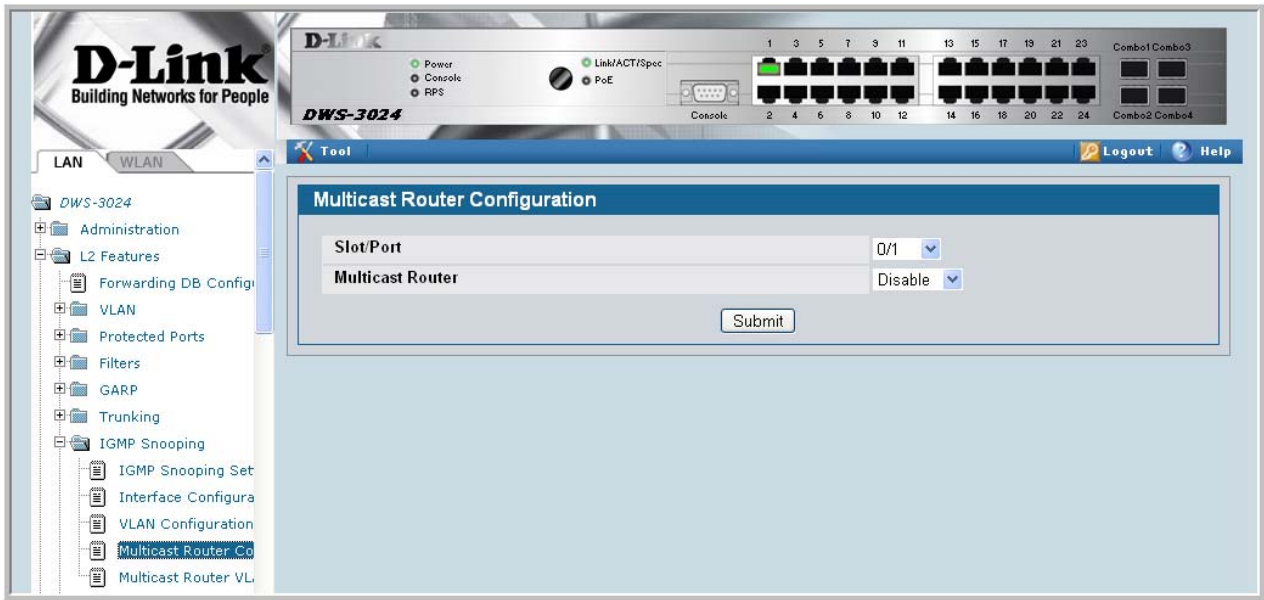 D-Link
Building Networks for People
D-Link
Power
Console
RPS
Link/ACT/Spec
PoE
Console
DWS-3024
1 3 5 7 9 11 13 15 17 19 21 23
2 4 6 8 10 12 14 16 18 20 22 24
Combo1 Combo3
Combo2 Combo4
Tool
Logout
Help
LAN
WLAN
DWS-3024
Administration
L2 Features
Forwarding DB Configu
VLAN
Protected Ports
Filters
GARP
Trunking
IGMP Snooping
IGMP Snooping Set
Interface Configura
VLAN Configuration
Multicast Router Co
Multicast Router VL
Multicast Router Configuration
Slot/Port
0/1
Multicast Router
Disable
Submit